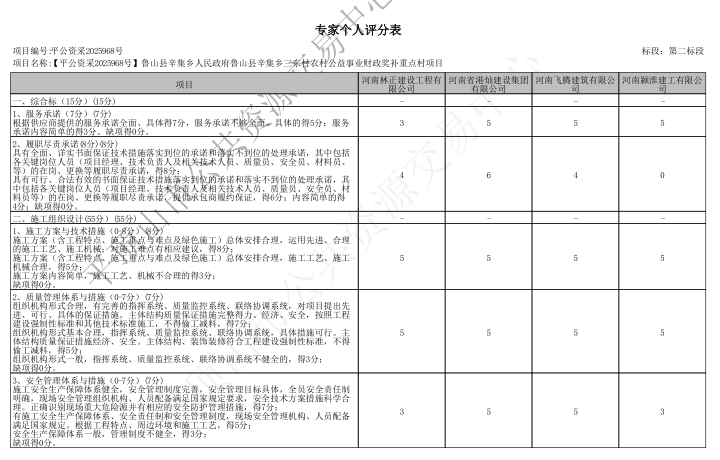 专家个人评分表
项目编号:平公资采2025968号 标段：第二标段
项目名称:【平公资采2025968号】鲁山县辛集乡人民政府鲁山县辛集乡三东村农村公益事业财政奖补重点村项目
项目 河南林正建设工程有限公司 河南省港灿建设集团有限公司 河南飞腾建筑有限公司 河南颍淮建工有限公司
一、综合标（15分）(15分) — — — —
1、服务承诺（7分）(7分)
根据供应商提供的服务承诺全面、具体得7分，服务承诺不够全面、具体的得5分；服务
承诺内容简单的得3分。缺项得0分。
3 5 5 5
2、履职尽责承诺(8分)(8分)
具有全面、详实书面保证技术措施落实到位的承诺和落实不到位的处理承诺，其中包括
各关键岗位人员（项目经理、技术负责人及相关技术人员、质量员、安全员、材料员、
等）的在岗、更换等履职尽责承诺，得8分；
具有可行、合法有效的书面保证技术措施落实到位的承诺和落实不到位的处理承诺，其
中包括各关键岗位人员（项目经理、技术负责人及相关技术人员、质量员、安全员、材
料员等）的在岗、更换等履职尽责承诺，提供承包商履约保证，得6分；内容简单的得
4分；缺项得0分。
4 6 4 0
二、施工组织设计(55分)(55分) — — — —
1、施工方案与技术措施（0-8分）(8分)
施工方案（含工程特点、施工重点与难点及绿色施工）总体安排合理，运用先进、合理
的施工工艺、施工机械；对施工难点有相应建议，得8分；
施工方案（含工程特点、施工重点与难点及绿色施工）总体安排合理，施工工艺、施工
机械合理，得5分；
施工方案内容简单，施工工艺、机械不合理的得3分；
缺项得0分。
5 5 5 5
2、质量管理体系与措施（0-7分）(7分)
组织机构形式合理，有完善的指挥系统、质量监控系统、联络协调系统，对项目提出先
进、可行、具体的保证措施。主体结构质量保证措施完整得力、经济、安全，按照工程
建设强制性标准和其他技术标准施工，不得偷工减料，得7分；
组织机构形式基本合理，指挥系统、质量监控系统、联络协调系统，具体措施可行。主
体结构质量保证措施经济、安全。主体结构、装饰装修符合工程建设强制性标准，不得
偷工减料，得5分；
组织机构形式一般，指挥系统、质量监控系统、联络协调系统不健全的，得3分；
缺项得0分。
5 5 5 5
3、安全管理体系与措施（0-7分）(7分)
施工安全生产保障体系健全，安全管理制度完善，安全管理目标具体，全员安全责任制
明确，现场安全管理组织机构、人员配备满足国家规定要求，安全技术方案措施科学合
理。正确识别现场重大危险源并有相应的安全防护管理措施，得7分；
有施工安全生产保障体系、安全责任制和安全管理制度，现场安全管理机构、人员配备
满足国家规定。根据工程特点、周边环境和施工工艺，得5分；
安全生产保障体系一般，管理制度不健全，得3分；
缺项得0分。
3 5 5 3